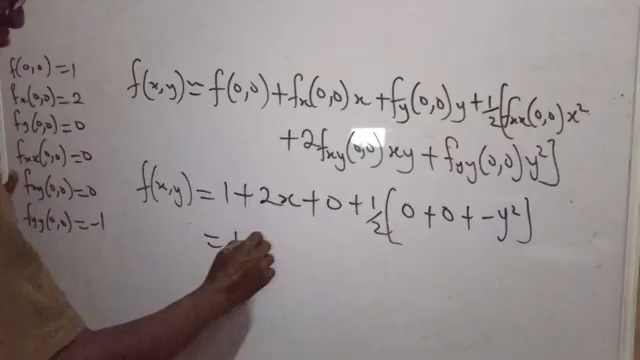 f(0,0)=1
fx(0,0)=2
fy(0,0)=0
fxx(0,0)=0
fxy(0,0)=0
fyy(0,0)=-1
f(x,y)≈f(0,0)+fx(0,0)x+fy(0,0)y+½[fxx(0,0)x²
+2fxy(0,0)xy+fyy(0,0)y²]
f(x,y)=1+2x+0+½[0+0+-y²]
=1